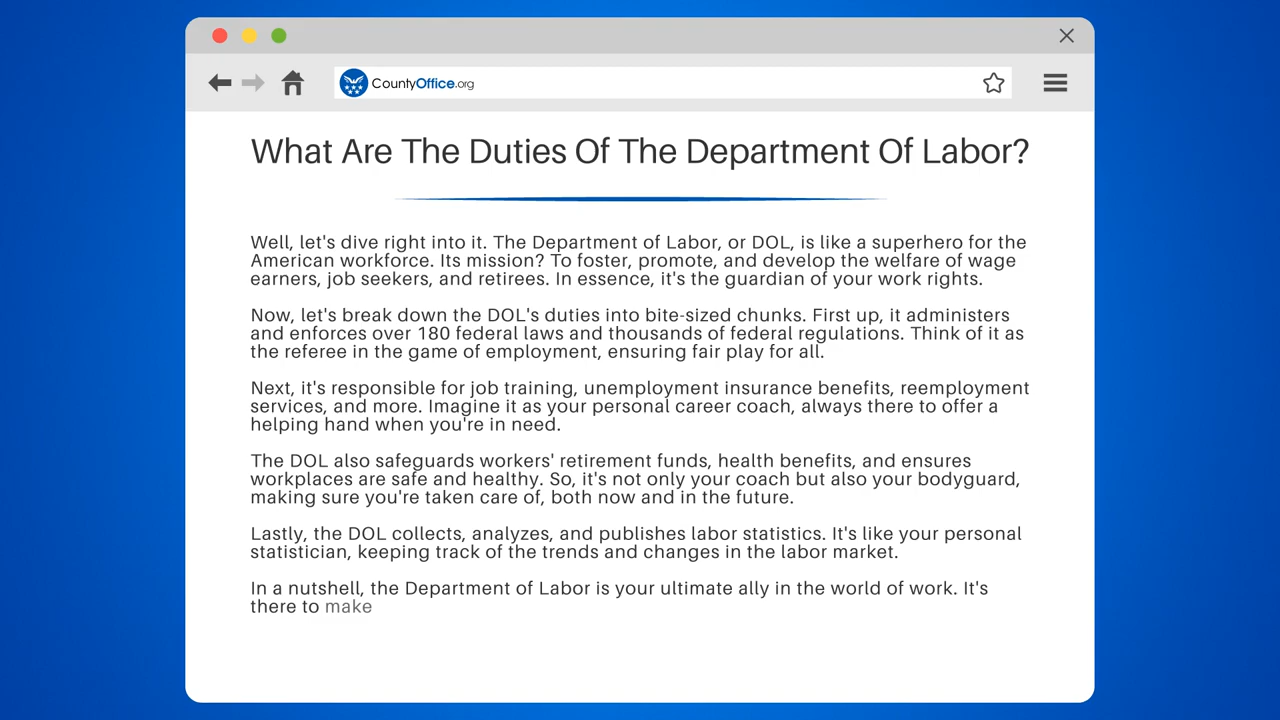 CountyOffice.org
What Are The Duties Of The Department Of Labor?
Well, let's dive right into it. The Department of Labor, or DOL, is like a superhero for the
American workforce. Its mission? To foster, promote, and develop the welfare of wage
earners, job seekers, and retirees. In essence, it's the guardian of your work rights.
Now, let's break down the DOL's duties into bite-sized chunks. First up, it administers
and enforces over 180 federal laws and thousands of federal regulations. Think of it as
the referee in the game of employment, ensuring fair play for all.
Next, it's responsible for job training, unemployment insurance benefits, reemployment
services, and more. Imagine it as your personal career coach, always there to offer a
helping hand when you're in need.
The DOL also safeguards workers' retirement funds, health benefits, and ensures
workplaces are safe and healthy. So, it's not only your coach but also your bodyguard,
making sure you're taken care of, both now and in the future.
Lastly, the DOL collects, analyzes, and publishes labor statistics. It's like your personal
statistician, keeping track of the trends and changes in the labor market.
In a nutshell, the Department of Labor is your ultimate ally in the world of work. It's
there to make